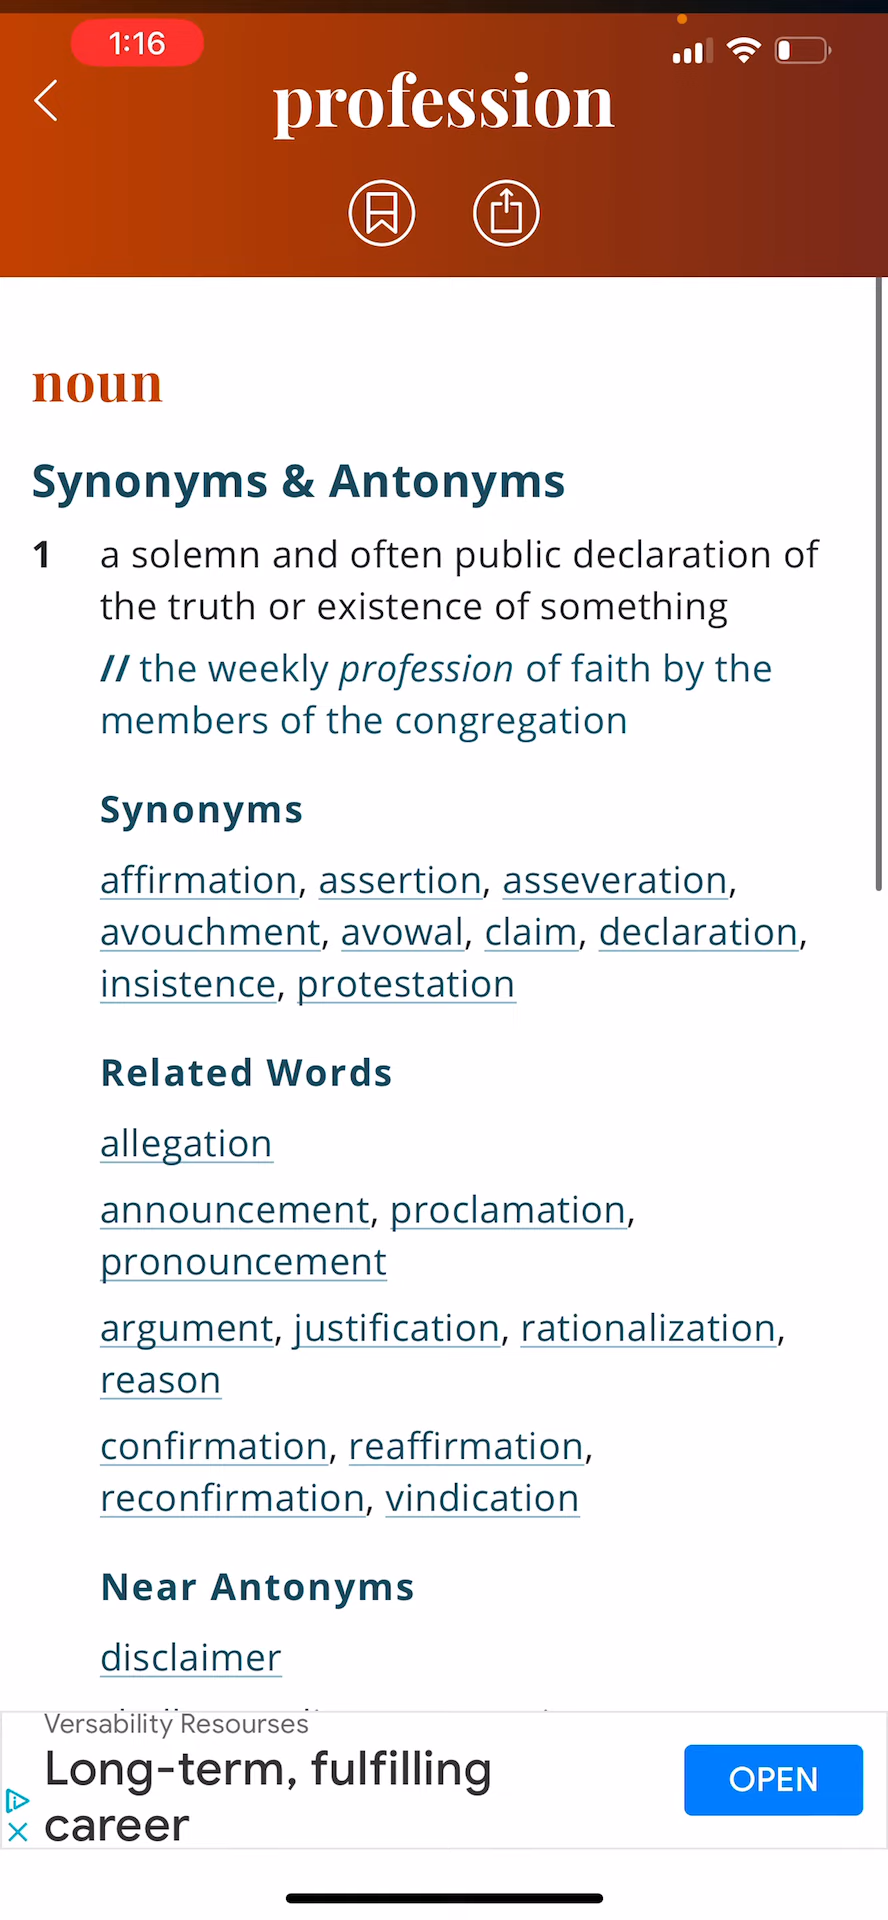 1:16
profession
noun
Synonyms & Antonyms
1 a solemn and often public declaration of
the truth or existence of something
// the weekly profession of faith by the
members of the congregation
Synonyms
affirmation, assertion, asseveration,
avouchment, avowal, claim, declaration,
insistence, protestation
Related Words
allegation
announcement, proclamation,
pronouncement
argument, justification, rationalization,
reason
confirmation, reaffirmation,
reconfirmation, vindication
Near Antonyms
disclaimer
Versability Resourses
Long-term, fulfilling
career
OPEN